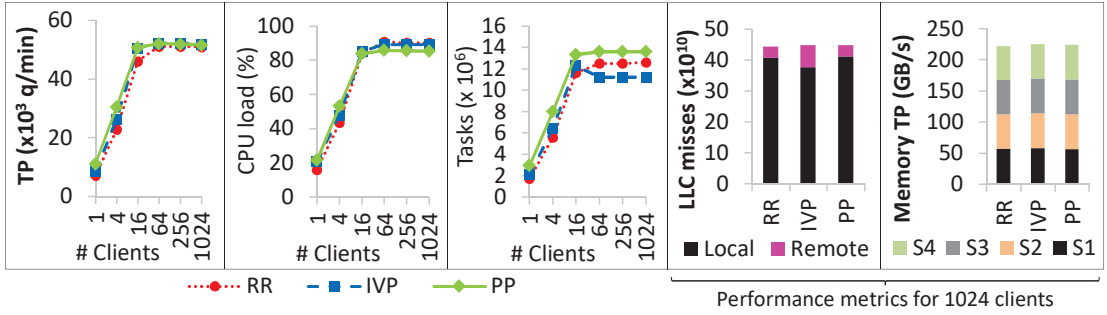 TP (x10³ q/min)
60
40
20
0
1
4
16
64
256
1024
# Clients
CPU load (%)
100
80
60
40
20
0
1
4
16
64
256
1024
# Clients
Tasks (x 10⁶)
16
14
12
10
8
6
4
2
0
1
4
16
64
256
1024
# Clients
LLC misses (x10¹⁰)
50
40
30
20
10
0
RR
IVP
PP
Local Remote
Memory TP (GB/s)
250
200
150
100
50
0
RR
IVP
PP
S4 S3 S2 S1
RR IVP PP
Performance metrics for 1024 clients